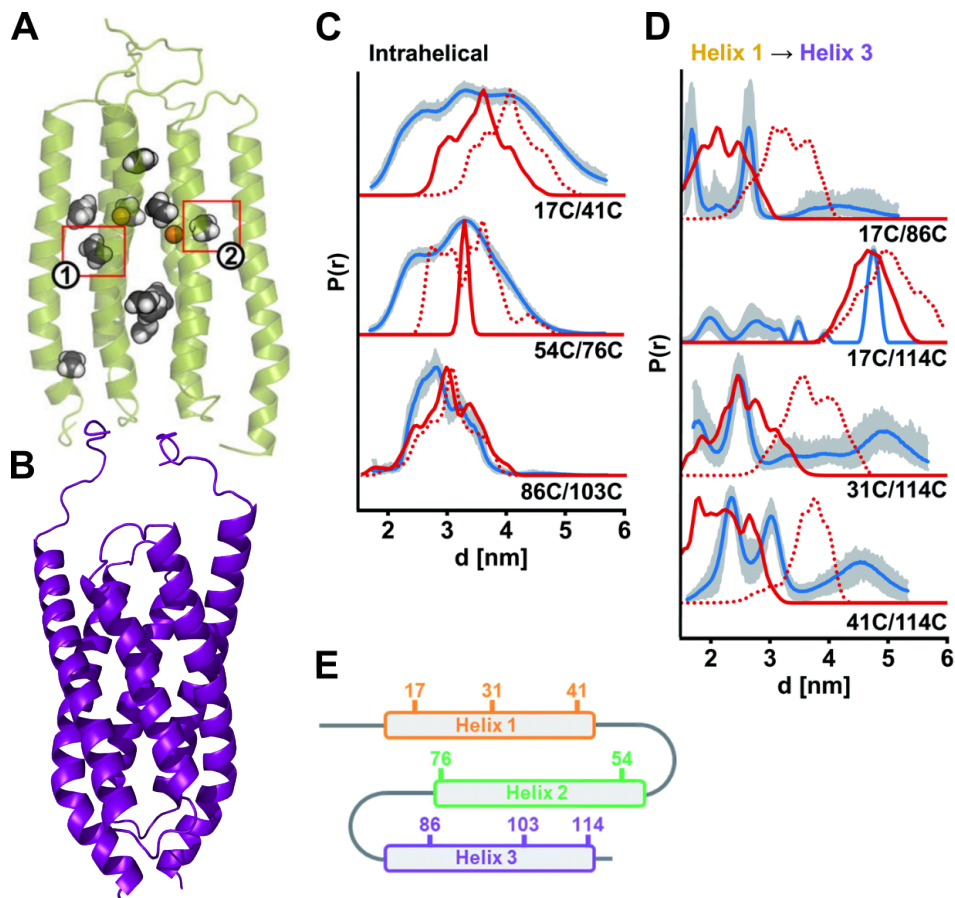 A
1
2
B
C
Intrahelical
P(r)
17C/41C
54C/76C
86C/103C
2 3 4 5 6
d [nm]
D
Helix 1 → Helix 3
P(r)
17C/86C
17C/114C
31C/114C
41C/114C
2 3 4 5 6
d [nm]
E
17 31 41
Helix 1
76 54
Helix 2
86 103 114
Helix 3